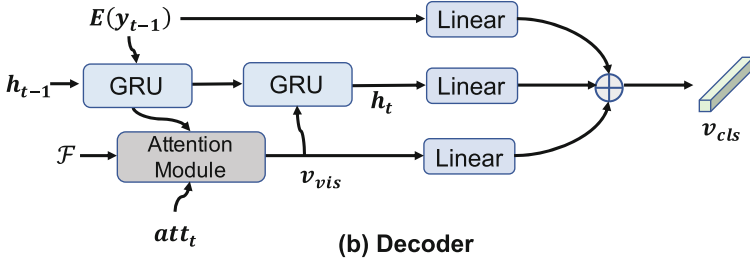 E(y_{t-1})
Linear
h_{t-1}
GRU
GRU
h_t
Linear
v_{cls}
ℱ
Attention
Module
v_{vis}
Linear
att_t
(b) Decoder